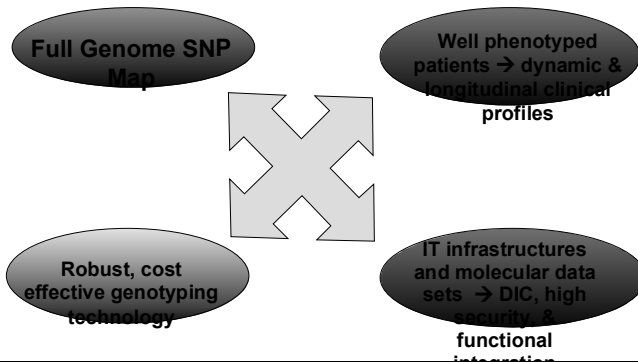 Full Genome SNP
Map
Well phenotyped
patients → dynamic &
longitudinal clinical
profiles
Robust, cost
effective genotyping
technology
IT infrastructures
and molecular data
sets → DIC, high
security, &
functional
integration